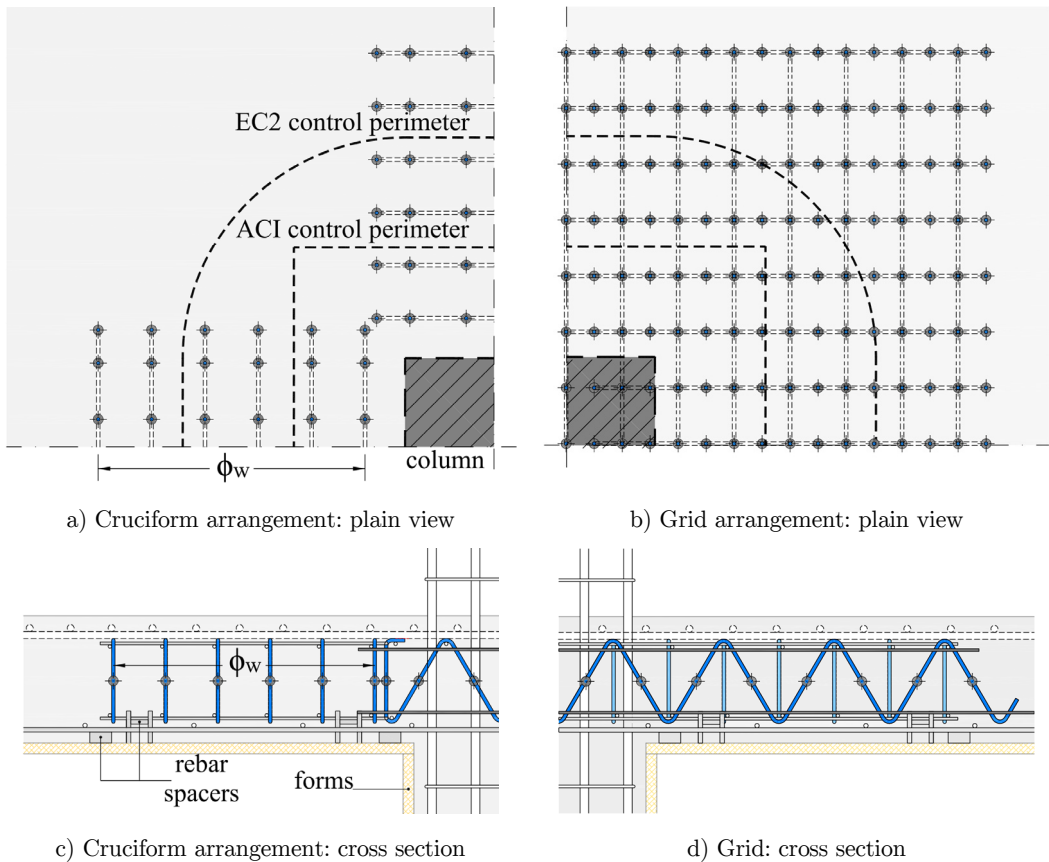 EC2 control perimeter
ACI control perimeter
column
ϕw
a) Cruciform arrangement: plain view
b) Grid arrangement: plain view
ϕw
rebar
spacers
forms
c) Cruciform arrangement: cross section
d) Grid: cross section